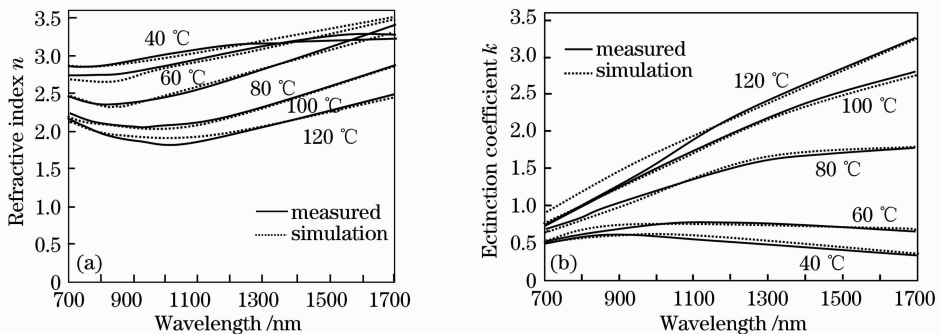 3.5
3.0
2.5
2.0
1.5
1.0
0.5
0
Refractive index n
40 ℃
60 ℃
80 ℃
100 ℃
120 ℃
measured
simulation
(a)
700 900 1100 1300 1500 1700
Wavelength /nm
3.5
3.0
2.5
2.0
1.5
1.0
0.5
0
Ectinction coefficient k
measured
simulation
120 ℃
100 ℃
80 ℃
60 ℃
40 ℃
(b)
700 900 1100 1300 1500 1700
Wavelength /nm